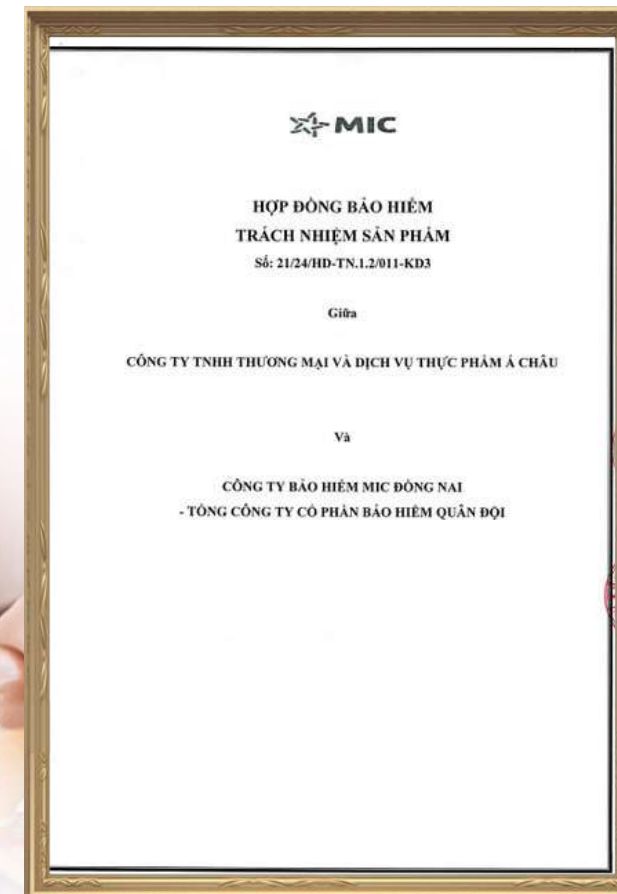 MIC
HỢP ĐỒNG BẢO HIỂM
TRÁCH NHIỆM SẢN PHẨM
Số: 21/24/HD-TN.1.2/011-KD3
Giữa
CÔNG TY TNHH THƯƠNG MẠI VÀ DỊCH VỤ THỰC PHẨM Á CHÂU
Và
CÔNG TY BẢO HIỂM MIC ĐỒNG NAI
- TỔNG CÔNG TY CỔ PHẦN BẢO HIỂM QUÂN ĐỘI